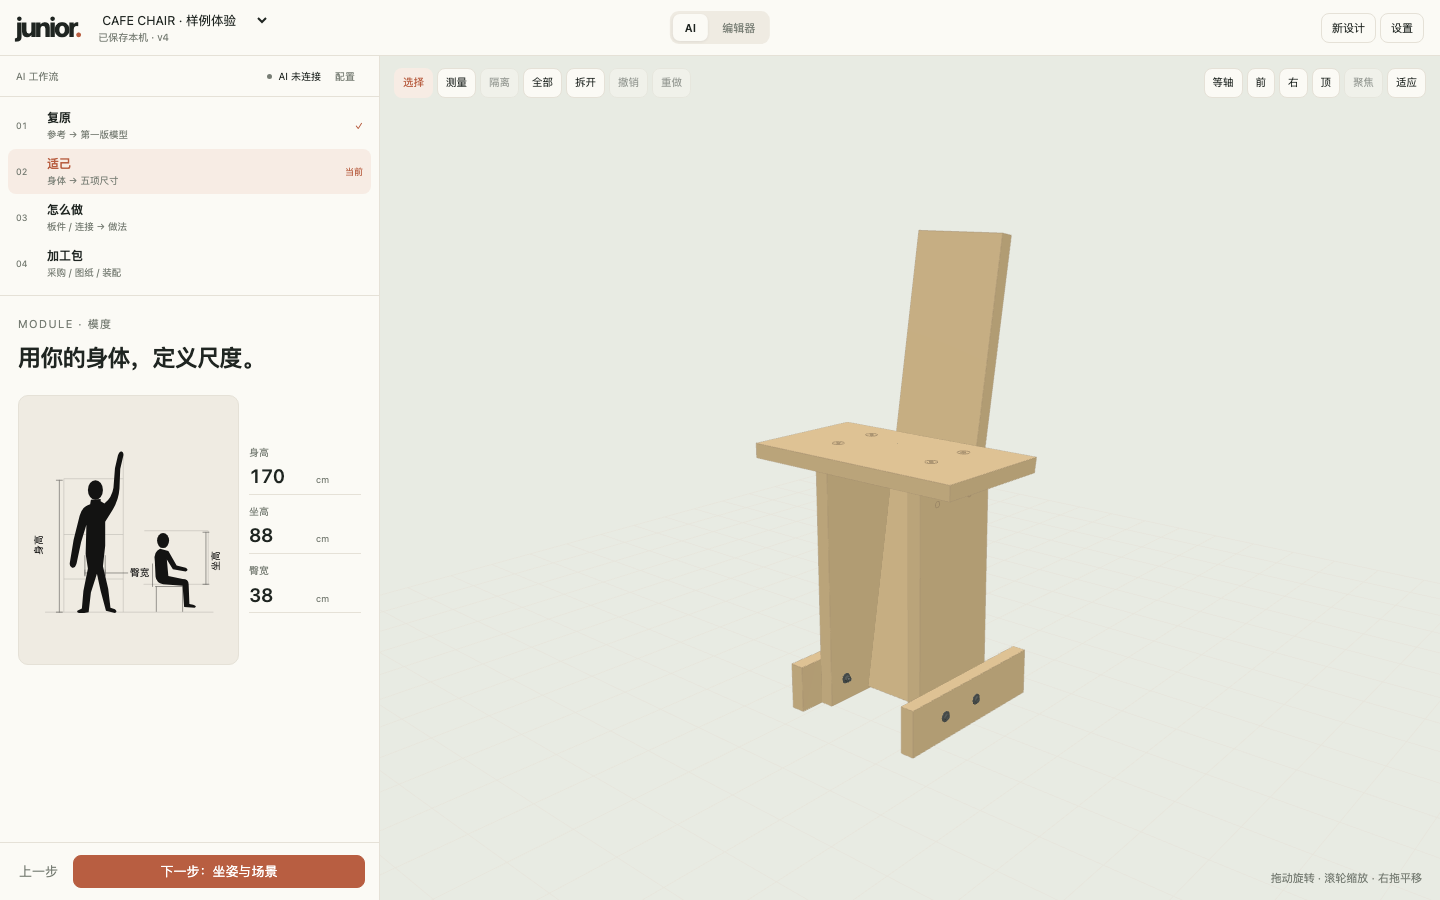 junior.
CAFE CHAIR · 样例体验
已保存本机 · v4
AI
编辑器
新设计
设置
AI 工作流
AI 未连接
配置
01
复原
参考 → 第一版模型
✓
02
适己
身体 → 五项尺寸
当前
03
怎么做
板件 / 连接 → 做法
04
加工包
采购 / 图纸 / 装配
MODULE · 模度
用你的身体，定义尺度。
身高
臀宽
坐高
身高
170 cm
坐高
88 cm
臀宽
38 cm
上一步
下一步：坐姿与场景
选择
测量
隔离
全部
拆开
撤销
重做
等轴
前
右
顶
聚焦
适应
拖动旋转 · 滚轮缩放 · 右拖平移